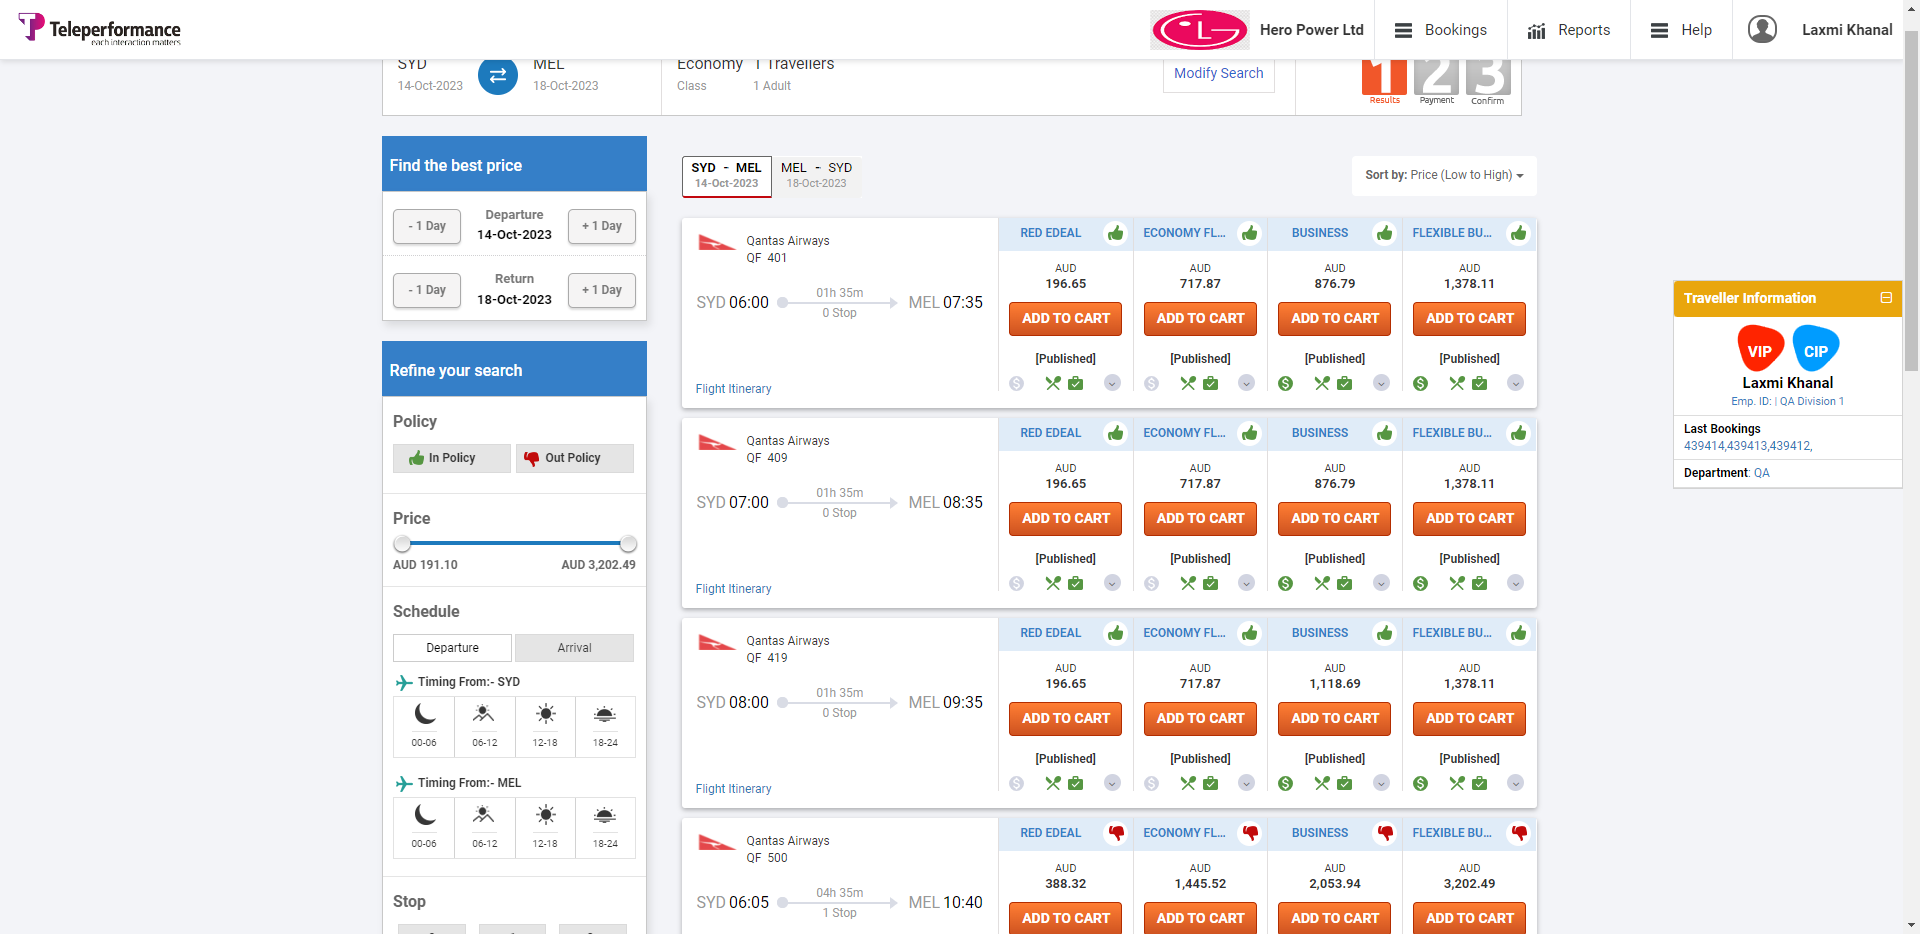 Teleperformance
each interaction matters
LG
Hero Power Ltd
Bookings
Reports
Help
Laxmi Khanal
SYD
14-Oct-2023
MEL
18-Oct-2023
Economy
Class
1 Travellers
1 Adult
Modify Search
1 2 3
Results Payment Confirm
Find the best price
- 1 Day
Departure
14-Oct-2023
+ 1 Day
- 1 Day
Return
18-Oct-2023
+ 1 Day
Refine your search
Policy
In Policy
Out Policy
Price
AUD 191.10
AUD 3,202.49
Schedule
Departure
Arrival
Timing From:- SYD
00-06 06-12 12-18 18-24
Timing From:- MEL
00-06 06-12 12-18 18-24
Stop
SYD - MEL
14-Oct-2023
MEL - SYD
18-Oct-2023
Sort by: Price (Low to High)
Qantas Airways
QF 401
SYD 06:00
01h 35m
0 Stop
MEL 07:35
Flight Itinerary
RED EDEAL
AUD
196.65
ADD TO CART
[Published]
ECONOMY FL...
AUD
717.87
ADD TO CART
[Published]
BUSINESS
AUD
876.79
ADD TO CART
[Published]
FLEXIBLE BU...
AUD
1,378.11
ADD TO CART
[Published]
Qantas Airways
QF 409
SYD 07:00
01h 35m
0 Stop
MEL 08:35
Flight Itinerary
RED EDEAL
AUD
196.65
ADD TO CART
[Published]
ECONOMY FL...
AUD
717.87
ADD TO CART
[Published]
BUSINESS
AUD
876.79
ADD TO CART
[Published]
FLEXIBLE BU...
AUD
1,378.11
ADD TO CART
[Published]
Qantas Airways
QF 419
SYD 08:00
01h 35m
0 Stop
MEL 09:35
Flight Itinerary
RED EDEAL
AUD
196.65
ADD TO CART
[Published]
ECONOMY FL...
AUD
717.87
ADD TO CART
[Published]
BUSINESS
AUD
1,118.69
ADD TO CART
[Published]
FLEXIBLE BU...
AUD
1,378.11
ADD TO CART
[Published]
Qantas Airways
QF 500
SYD 06:05
04h 35m
1 Stop
MEL 10:40
RED EDEAL
AUD
388.32
ADD TO CART
ECONOMY FL...
AUD
1,445.52
ADD TO CART
BUSINESS
AUD
2,053.94
ADD TO CART
FLEXIBLE BU...
AUD
3,202.49
ADD TO CART
Traveller Information
VIP CIP
Laxmi Khanal
Emp. ID: | QA Division 1
Last Bookings
439414,439413,439412,
Department: QA